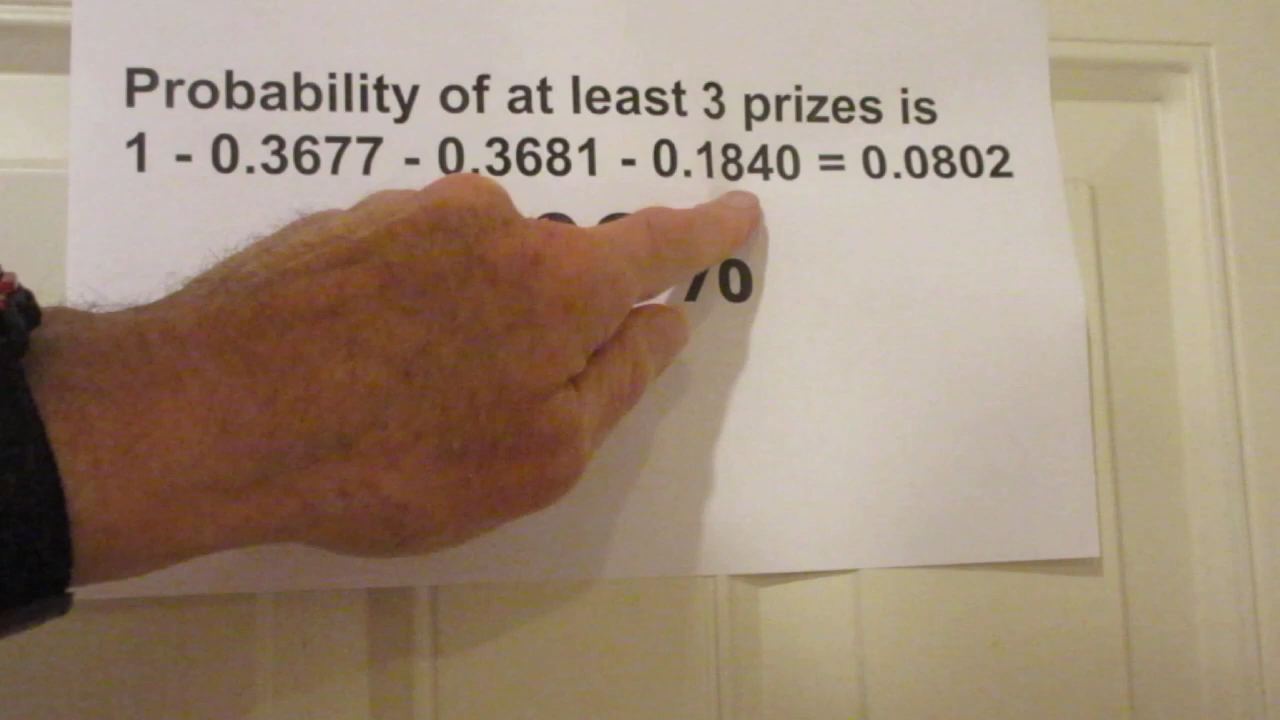 Probability of at least 3 prizes is
1 - 0.3677 - 0.3681 - 0.1840 = 0.0802